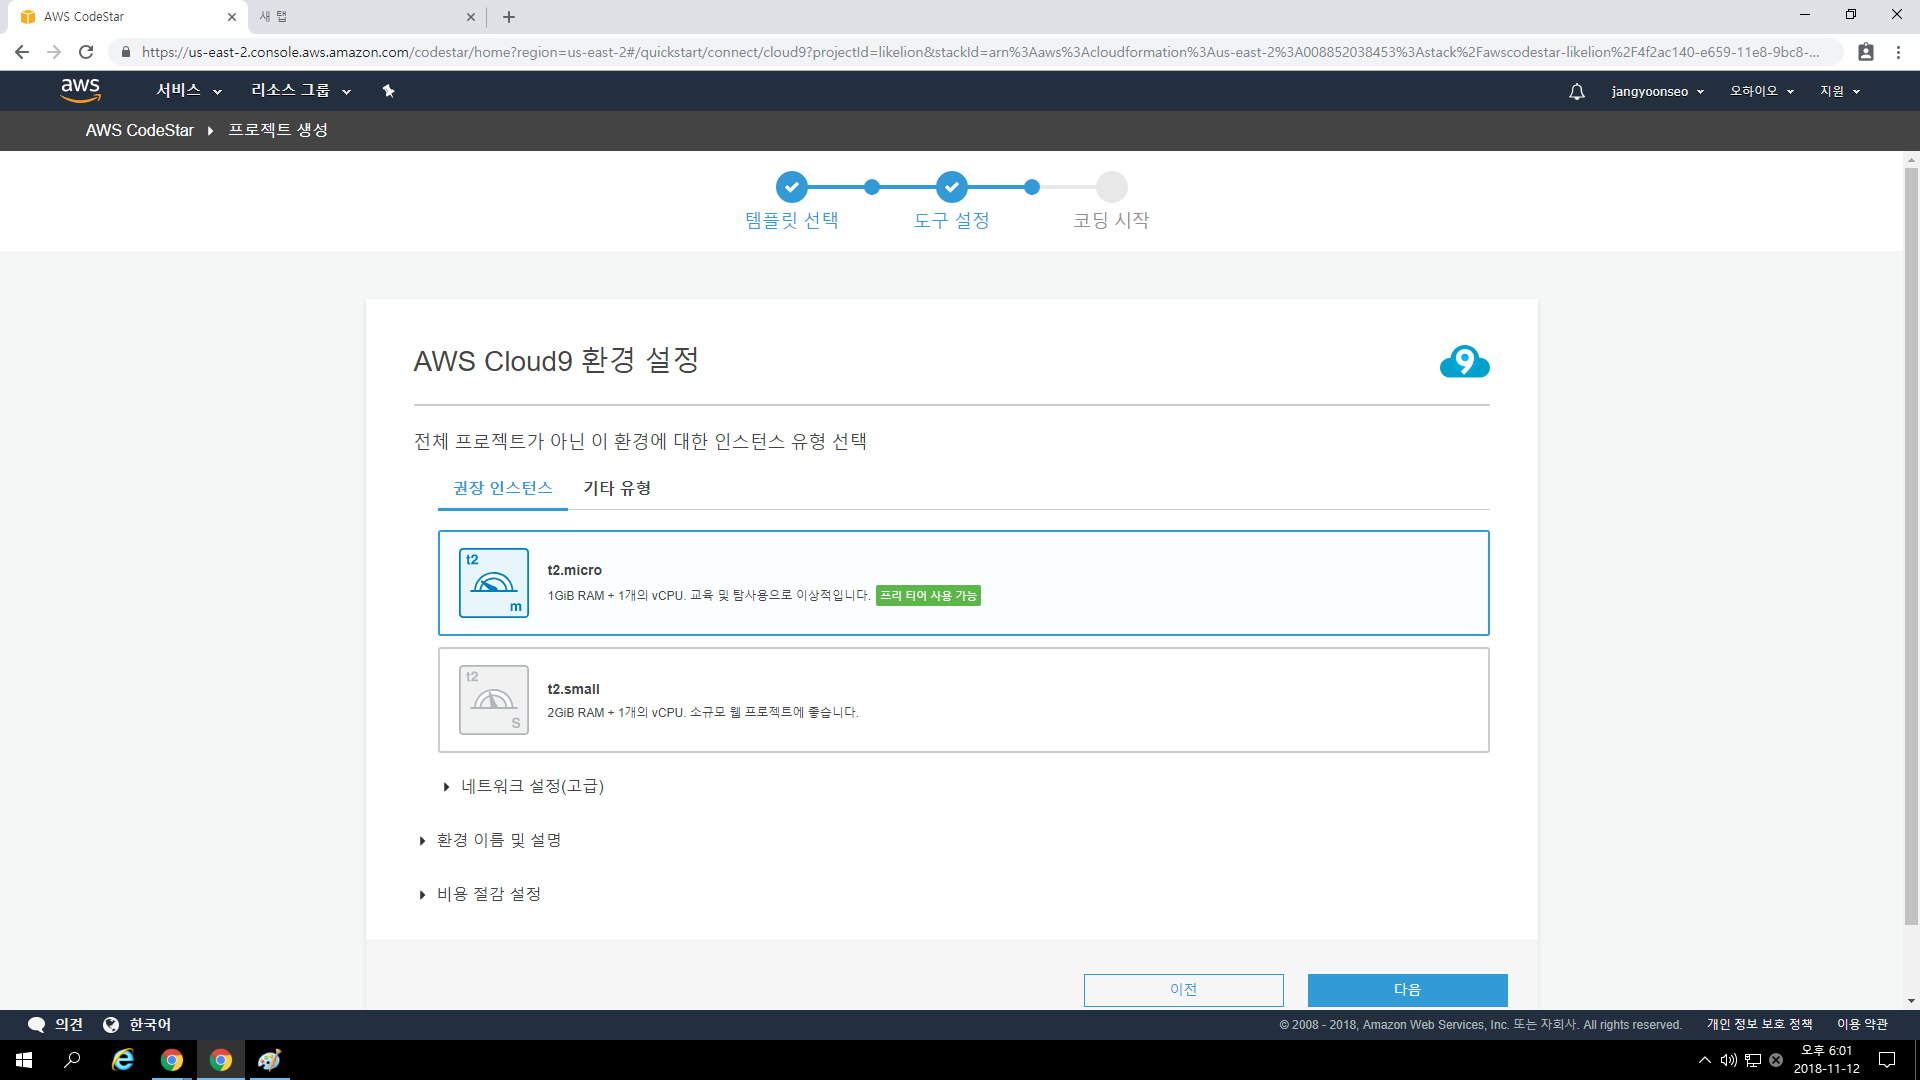 AWS CodeStar
새 탭
https://us-east-2.console.aws.amazon.com/codestar/home?region=us-east-2#/quickstart/connect/cloud9?projectId=likelion&stackId=arn%3Aaws%3Acloudformation%3Aus-east-2%3A008852038453%3Astack%2Fawscodestar-likelion%2F4f2ac140-e659-11e8-9bc8-...
aws 서비스 리소스 그룹 jangyoonseo 오하이오 지원
AWS CodeStar 프로젝트 생성
템플릿 선택 도구 설정 코딩 시작
AWS Cloud9 환경 설정
9
전체 프로젝트가 아닌 이 환경에 대한 인스턴스 유형 선택
권장 인스턴스 기타 유형
t2
m
t2.micro
1GiB RAM + 1개의 vCPU. 교육 및 탐사용으로 이상적입니다. 프리 티어 사용 가능
t2
s
t2.small
2GiB RAM + 1개의 vCPU. 소규모 웹 프로젝트에 좋습니다.
네트워크 설정(고급)
환경 이름 및 설명
비용 절감 설정
이전 다음
의견 한국어 © 2008 - 2018, Amazon Web Services, Inc. 또는 자회사. All rights reserved. 개인 정보 보호 정책 이용 약관
오후 6:01
2018-11-12